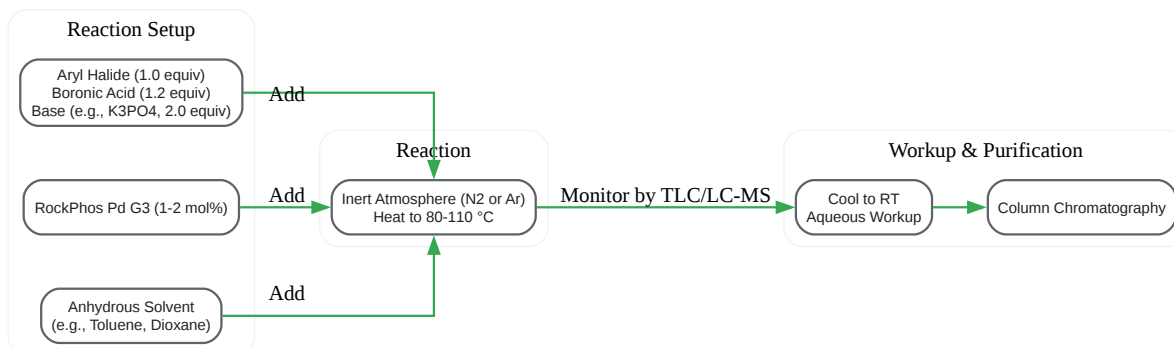 Reaction Setup
Aryl Halide (1.0 equiv)
Boronic Acid (1.2 equiv)
Base (e.g., K3PO4, 2.0 equiv)
Add
RockPhos Pd G3 (1-2 mol%)
Add
Anhydrous Solvent
(e.g., Toluene, Dioxane)
Add
Reaction
Inert Atmosphere (N2 or Ar)
Heat to 80-110 °C
Monitor by TLC/LC-MS
Workup & Purification
Cool to RT
Aqueous Workup
Column Chromatography